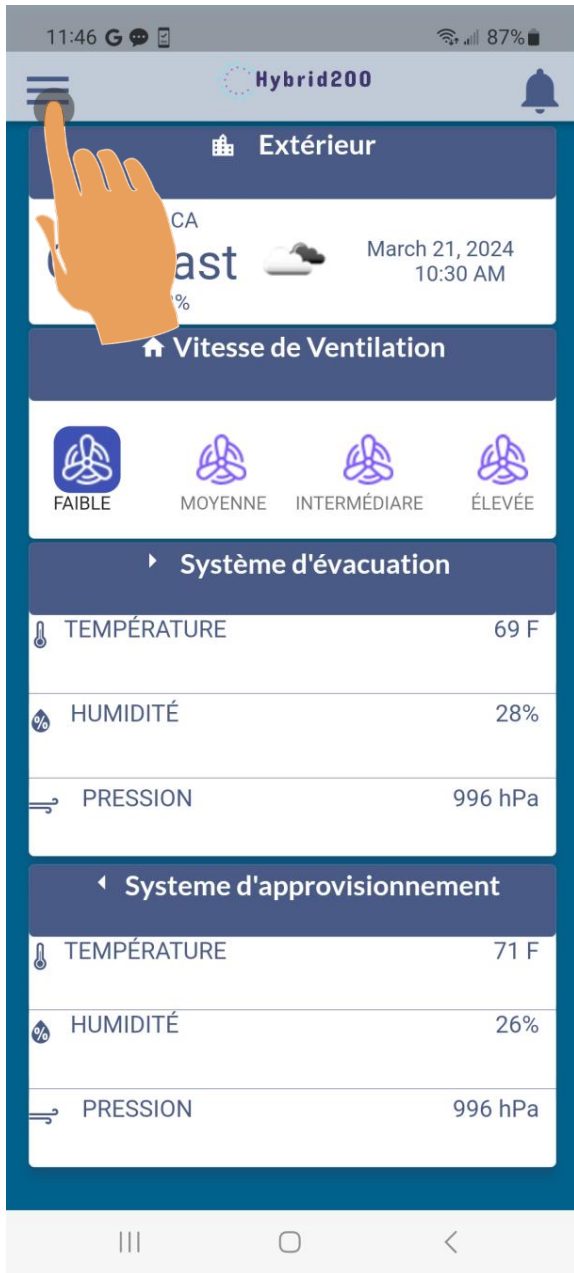 11:46 G 87%
Hybrid200
Extérieur
CA
ast
March 21, 2024
10:30 AM
%
Vitesse de Ventilation
FAIBLE MOYENNE INTERMÉDIARE ÉLEVÉE
Système d'évacuation
TEMPÉRATURE 69 F
HUMIDITÉ 28%
PRESSION 996 hPa
Systeme d'approvisionnement
TEMPÉRATURE 71 F
HUMIDITÉ 26%
PRESSION 996 hPa